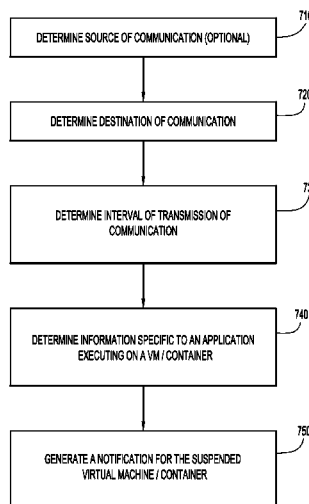 710
DETERMINE SOURCE OF COMMUNICATION (OPTIONAL)
720
DETERMINE DESTINATION OF COMMUNICATION
DETERMINE INTERVAL OF TRANSMISSION OF
COMMUNICATION
740
DETERMINE INFORMATION SPECIFIC TO AN APPLICATION
EXECUTING ON A VM / CONTAINER
750
GENERATE A NOTIFICATION FOR THE SUSPENDED
VIRTUAL MACHINE / CONTAINER